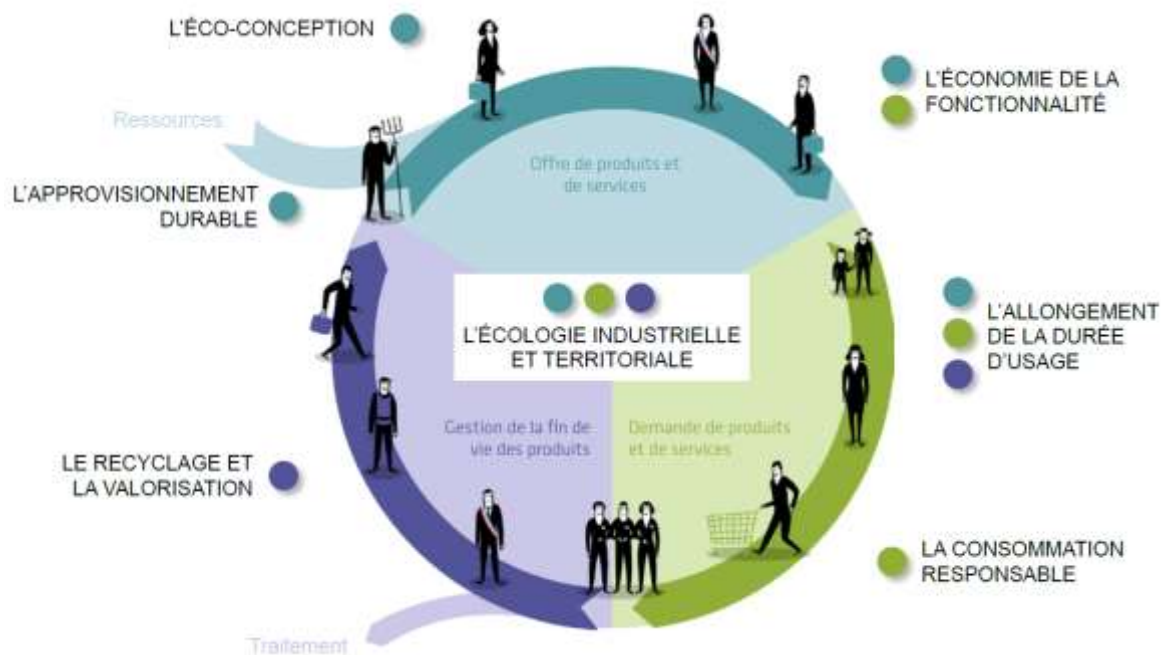 L'ÉCO-CONCEPTION
L'ÉCONOMIE DE LA
FONCTIONNALITÉ
Ressources
Offre de produits et
de services
L'APPROVISIONNEMENT
DURABLE
L'ÉCOLOGIE INDUSTRIELLE
ET TERRITORIALE
L'ALLONGEMENT
DE LA DURÉE
D'USAGE
Gestion de la fin de
vie des produits
Demande de produits
et de services
LE RECYCLAGE ET
LA VALORISATION
LA CONSOMMATION
RESPONSABLE
Traitement